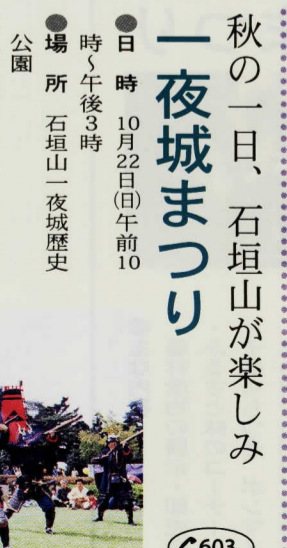 秋の一日、石垣山が楽しみ
一夜城まつり
●日 時 10月22日(日)午前10
時〜午後3時
●場 所 石垣山一夜城歴史
公園
603